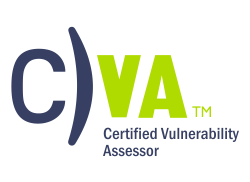 C)VA™
Certified Vulnerability
Assessor